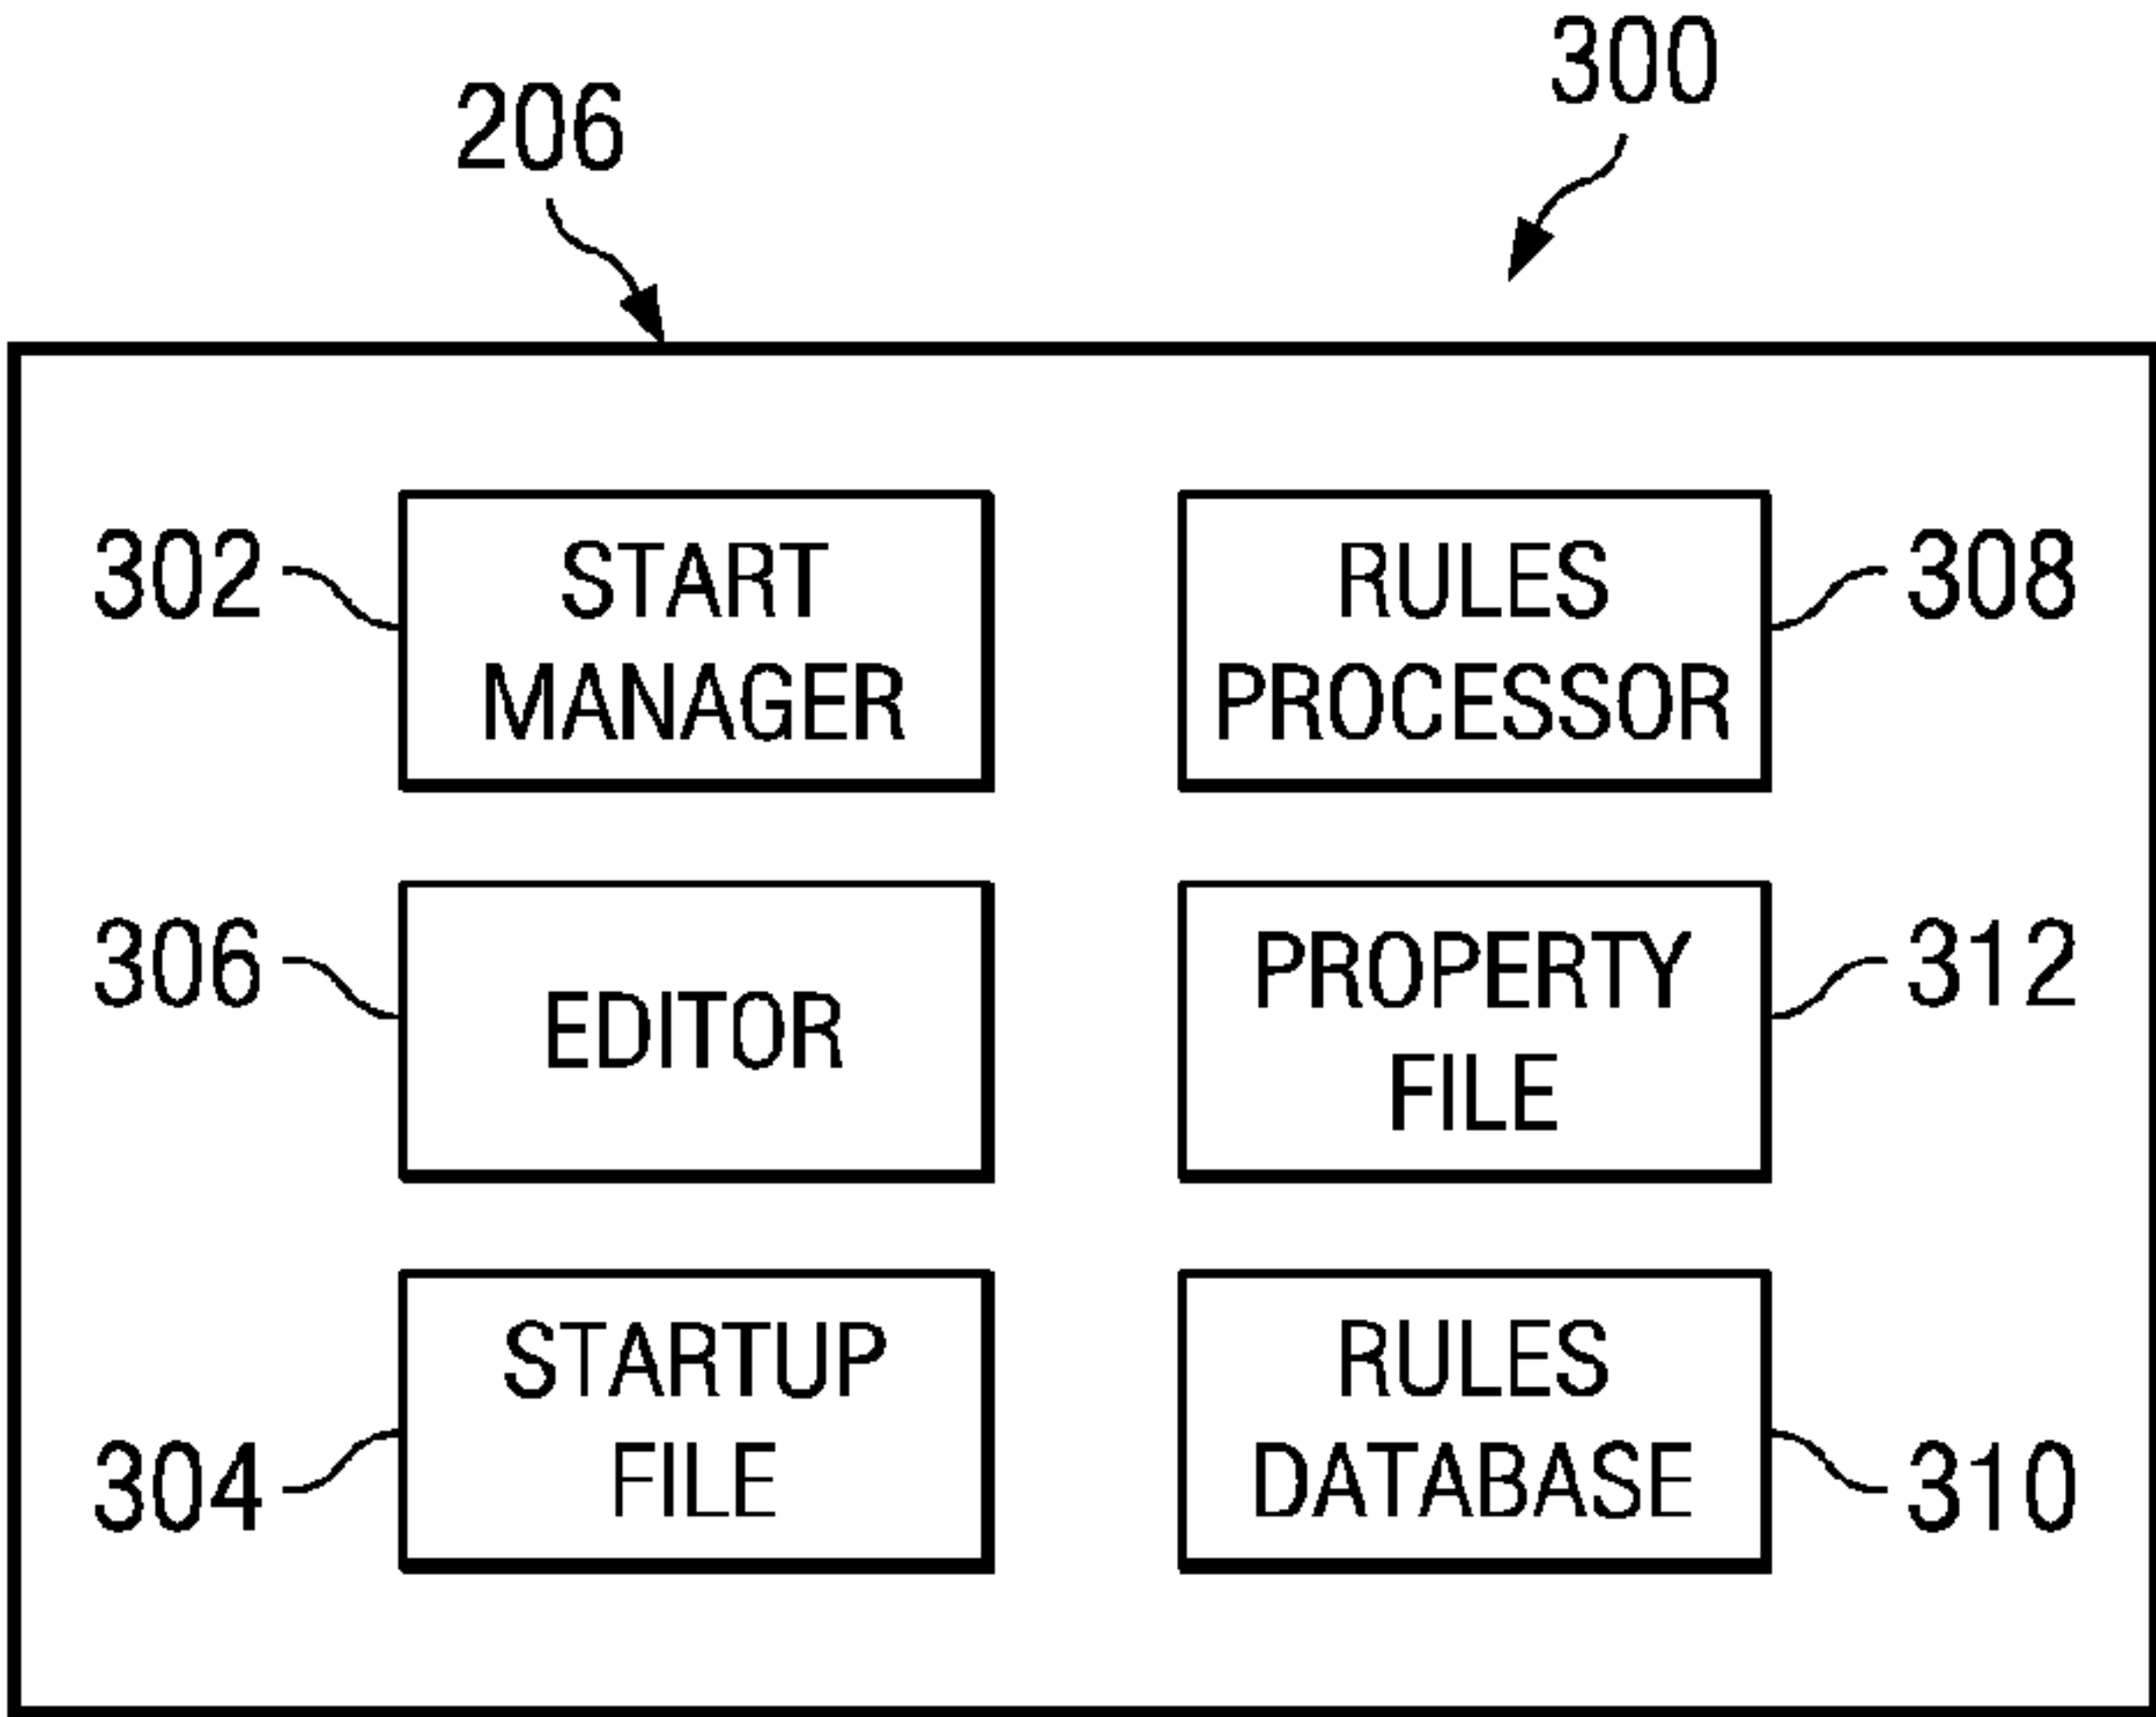 300
206
302
START
MANAGER
RULES
PROCESSOR
308
306
EDITOR
PROPERTY
FILE
312
304
STARTUP
FILE
RULES
DATABASE
310